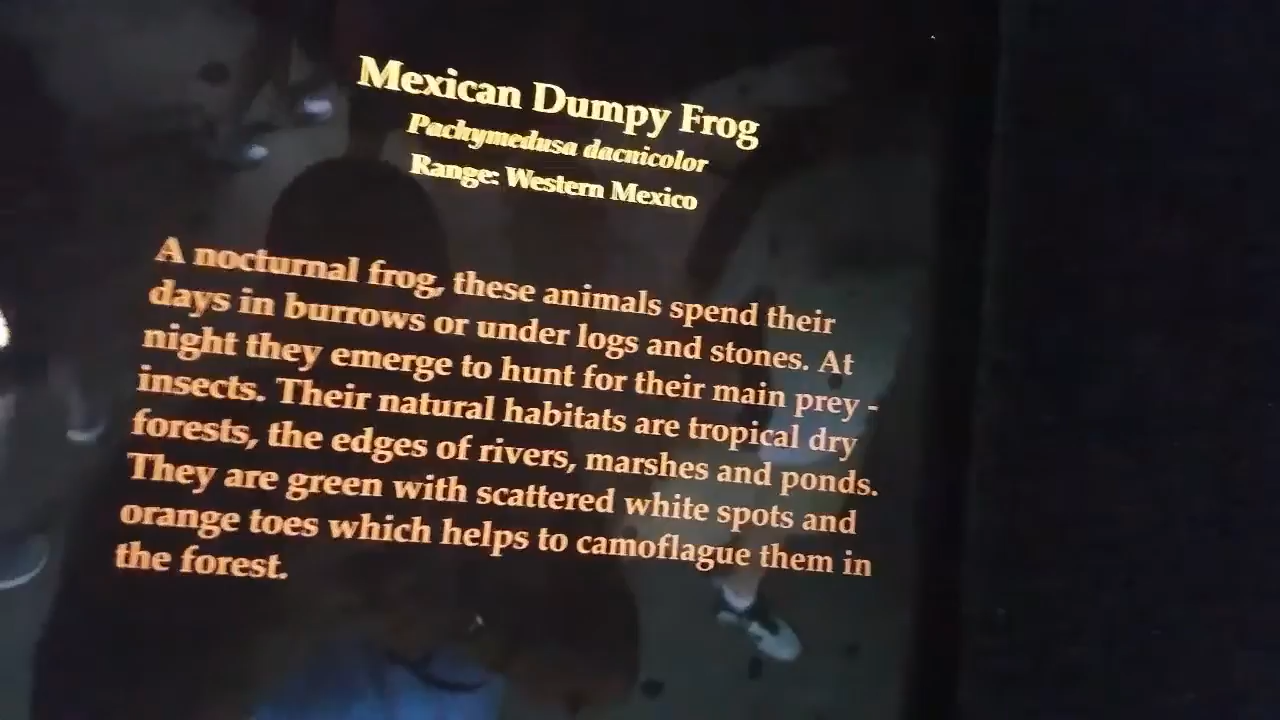 Mexican Dumpy Frog
Pachymedusa dacnicolor
Range: Western Mexico
A nocturnal frog, these animals spend their
days in burrows or under logs and stones. At
night they emerge to hunt for their main prey -
insects. Their natural habitats are tropical dry
forests, the edges of rivers, marshes and ponds.
They are green with scattered white spots and
orange toes which helps to camoflague them in
the forest.